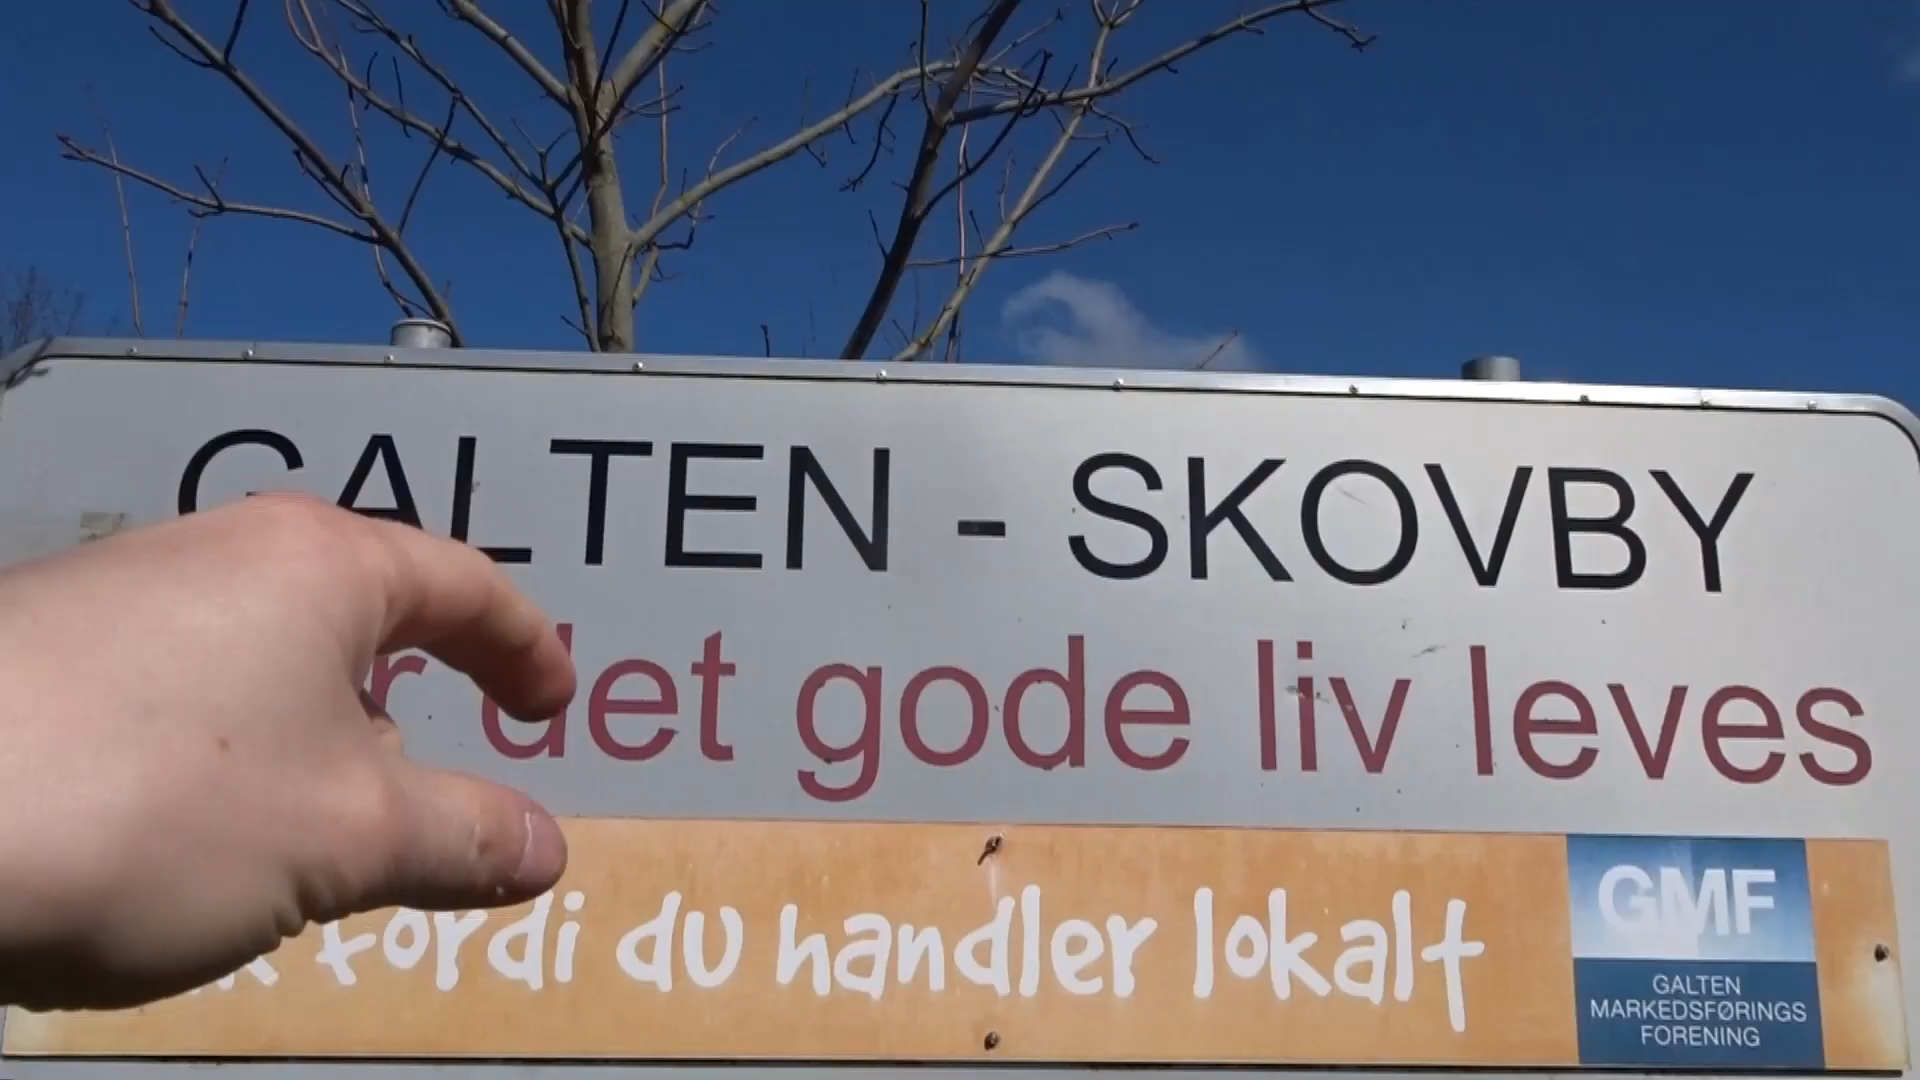 GALTEN - SKOVBY
det gode liv leves
fordi du handler lokalt
GMF
GALTEN
MARKEDSFØRINGS
FORENING